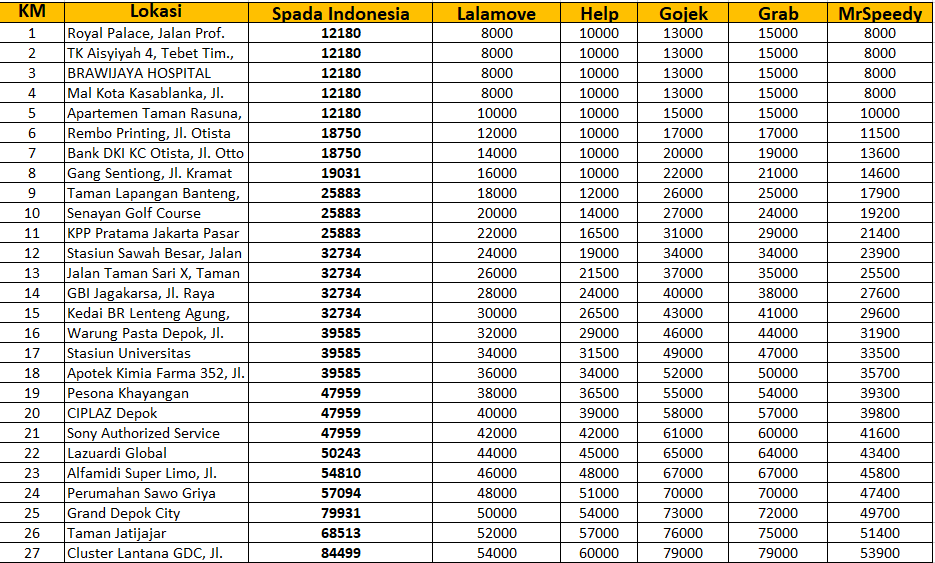 KM Lokasi Spada Indonesia Lalamove Help Gojek Grab MrSpeedy
1 Royal Palace, Jalan Prof. 12180 8000 10000 13000 15000 8000
2 TK Aisyiyah 4, Tebet Tim., 12180 8000 10000 13000 15000 8000
3 BRAWIJAYA HOSPITAL 12180 8000 10000 13000 15000 8000
4 Mal Kota Kasablanka, Jl. 12180 8000 10000 13000 15000 8000
5 Apartemen Taman Rasuna, 12180 10000 10000 15000 15000 10000
6 Rembo Printing, Jl. Otista 18750 12000 10000 17000 17000 11500
7 Bank DKI KC Otista, Jl. Otto 18750 14000 10000 20000 19000 13600
8 Gang Sentiong, Jl. Kramat 19031 16000 10000 22000 21000 14600
9 Taman Lapangan Banteng, 25883 18000 12000 26000 25000 17900
10 Senayan Golf Course 25883 20000 14000 27000 24000 19200
11 KPP Pratama Jakarta Pasar 25883 22000 16500 31000 29000 21400
12 Stasiun Sawah Besar, Jalan 32734 24000 19000 34000 34000 23900
13 Jalan Taman Sari X, Taman 32734 26000 21500 37000 35000 25500
14 GBI Jagakarsa, Jl. Raya 32734 28000 24000 40000 38000 27600
15 Kedai BR Lenteng Agung, 32734 30000 26500 43000 41000 29600
16 Warung Pasta Depok, Jl. 39585 32000 29000 46000 44000 31900
17 Stasiun Universitas 39585 34000 31500 49000 47000 33500
18 Apotek Kimia Farma 352, Jl. 39585 36000 34000 52000 50000 35700
19 Pesona Khayangan 47959 38000 36500 55000 54000 39300
20 CIPLAZ Depok 47959 40000 39000 58000 57000 39800
21 Sony Authorized Service 47959 42000 42000 61000 60000 41600
22 Lazuardi Global 50243 44000 45000 65000 64000 43400
23 Alfamidi Super Limo, Jl. 54810 46000 48000 67000 67000 45800
24 Perumahan Sawo Griya 57094 48000 51000 70000 70000 47400
25 Grand Depok City 79931 50000 54000 73000 72000 49700
26 Taman Jatijajar 68513 52000 57000 76000 75000 51400
27 Cluster Lantana GDC, Jl. 84499 54000 60000 79000 79000 53900